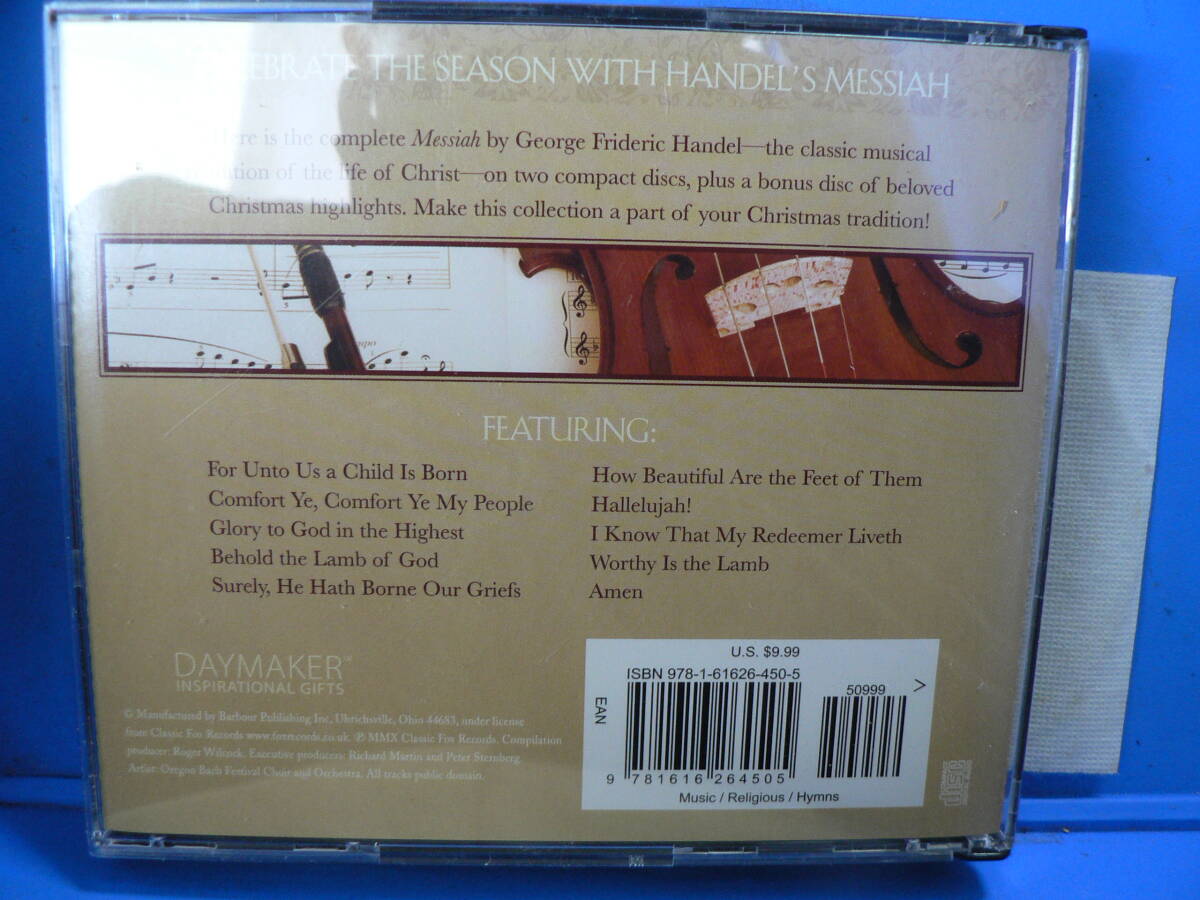 CELEBRATE THE SEASON WITH HANDEL'S MESSIAH
Here is the complete Messiah by George Frideric Handel—the classic musical
of the life of Christ—on two compact discs, plus a bonus disc of beloved
Christmas highlights. Make this collection a part of your Christmas tradition!
FEATURING:
For Unto Us a Child Is Born
Comfort Ye, Comfort Ye My People
Glory to God in the Highest
Behold the Lamb of God
Surely, He Hath Borne Our Griefs
How Beautiful Are the Feet of Them
Hallelujah!
I Know That My Redeemer Liveth
Worthy Is the Lamb
Amen
DAYMAKER™
INSPIRATIONAL GIFTS
© Manufactured by Barbour Publishing Inc, Uhrichsville, Ohio 44683, under license
from Classic Fox Records www.foxrecords.co.uk. ℗ MMX Classic Fox Records. Compilation
producer: Roger Wilcock. Executive producers: Richard Martin and Peter Sternberg.
Artist: Oregon Bach Festival Choir and Orchestra. All tracks public domain.
U.S. $9.99
ISBN 978-1-61626-450-5
50999 >
EAN
9 781616 264505
Music / Religious / Hymns